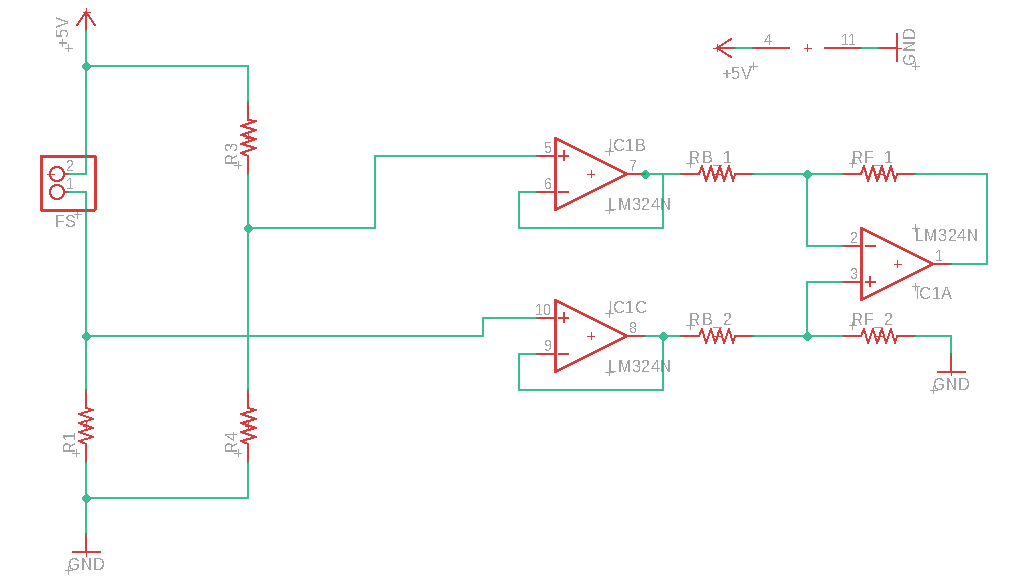 +5V
4
11
GND
+5V
R3
5
IC1B
7
6
LM324N
RB_1
RF_1
2
1
FS
2
LM324N
1
3
IC1A
10
IC1C
8
9
LM324N
RB_2
RF_2
GND
R1
R4
GND